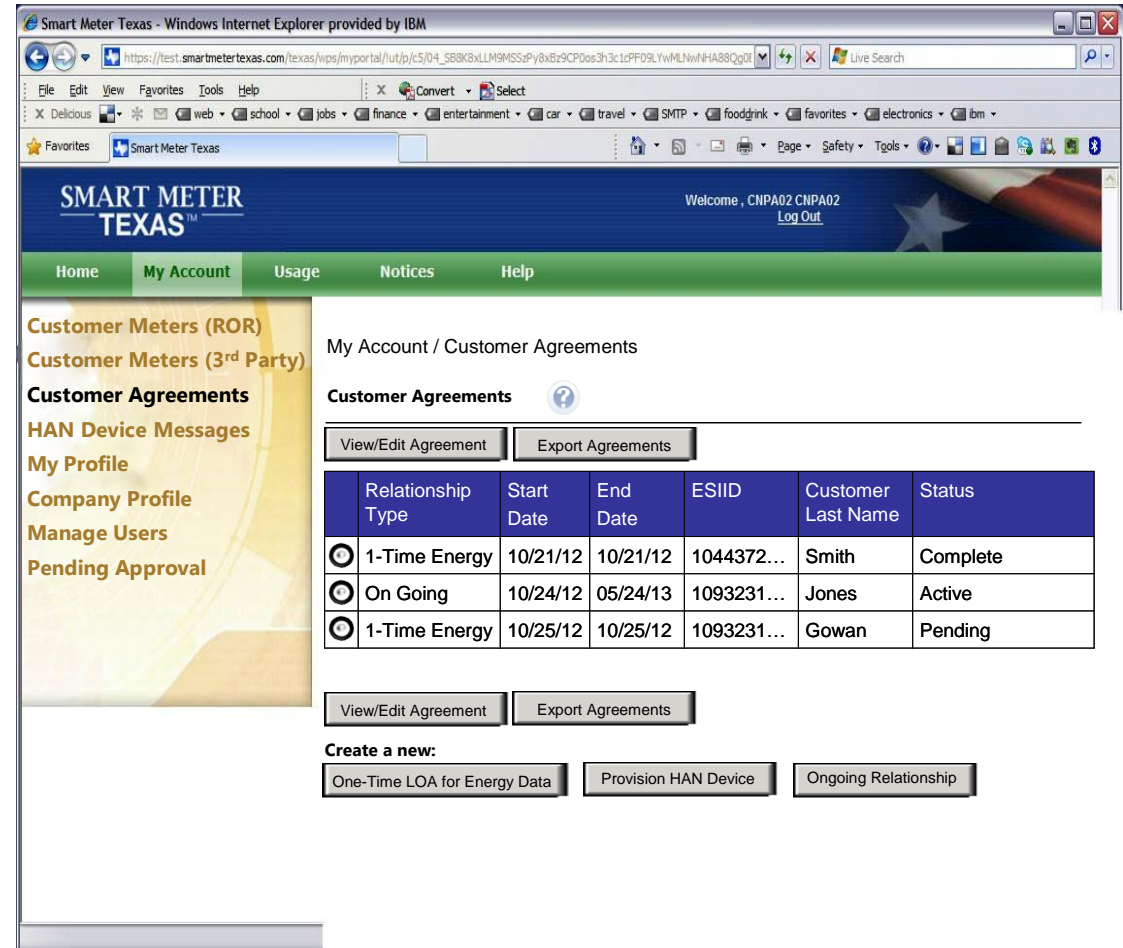 Smart Meter Texas - Windows Internet Explorer provided by IBM
Live Search
File Edit View Favorites Tools Help X Convert Select
X Delicious web school jobs finance entertainment car travel SMTP fooddrink favorites electronics ibm
Favorites Smart Meter Texas Page Safety Tools
SMART METER
TEXAS™
Welcome , CNPA02 CNPA02
Log Out
Home My Account Usage Notices Help
Customer Meters (ROR)
Customer Meters (3rd Party)
Customer Agreements
HAN Device Messages
My Profile
Company Profile
Manage Users
Pending Approval
My Account / Customer Agreements
Customer Agreements ?
View/Edit Agreement Export Agreements
Relationship Type Start Date End Date ESIID Customer Last Name Status
1-Time Energy 10/21/12 10/21/12 1044372… Smith Complete
On Going 10/24/12 05/24/13 1093231… Jones Active
1-Time Energy 10/25/12 10/25/12 1093231… Gowan Pending
View/Edit Agreement Export Agreements
Create a new:
One-Time LOA for Energy Data Provision HAN Device Ongoing Relationship